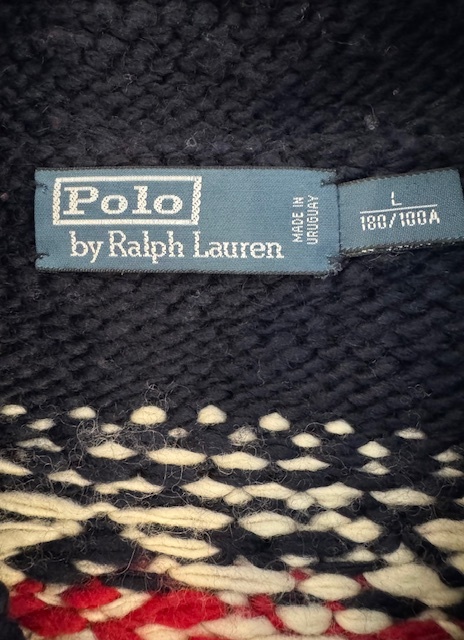 Polo
by Ralph Lauren
MADE IN
URUGUAY
L
180/100A